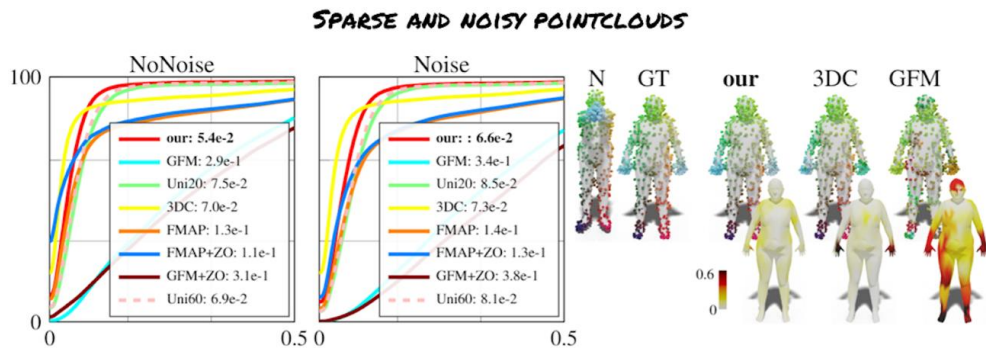 SPARSE AND NOISY POINTCLOUDS
NoNoise
100
our: 5.4e-2
GFM: 2.9e-1
Uni20: 7.5e-2
3DC: 7.0e-2
FMAP: 1.3e-1
FMAP+ZO: 1.1e-1
GFM+ZO: 3.1e-1
Uni60: 6.9e-2
0
0
0.5
Noise
our: : 6.6e-2
GFM: 3.4e-1
Uni20: 8.5e-2
3DC: 7.3e-2
FMAP: 1.4e-1
FMAP+ZO: 1.3e-1
GFM+ZO: 3.8e-1
Uni60: 8.1e-2
0
0.5
N GT our 3DC GFM
0.6
0